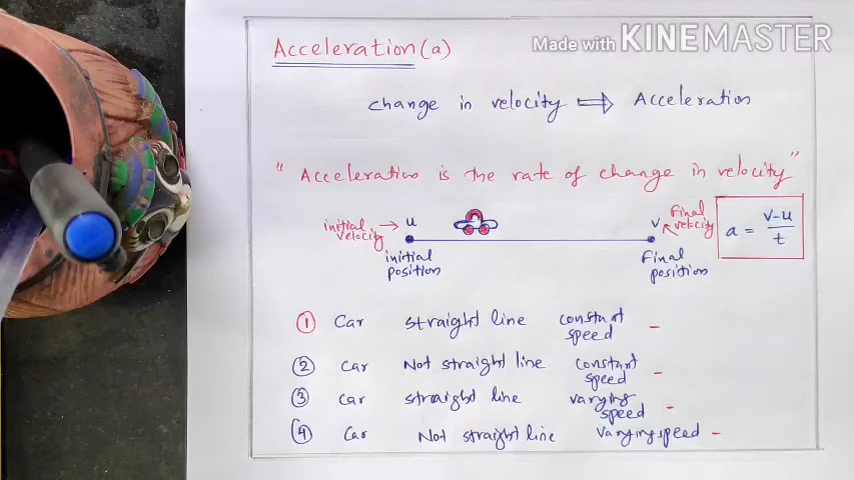 Acceleration (a)
Made with KINEMASTER
change in velocity ⟹ Acceleration
" Acceleration is the rate of change in velocity"
initial velocity → u
v ← Final velocity
a = v-u / t
initial position
Final position
① Car straight line constant speed –
② Car Not straight line constant speed –
③ Car straight line varying speed –
④ Car Not straight line varying speed –